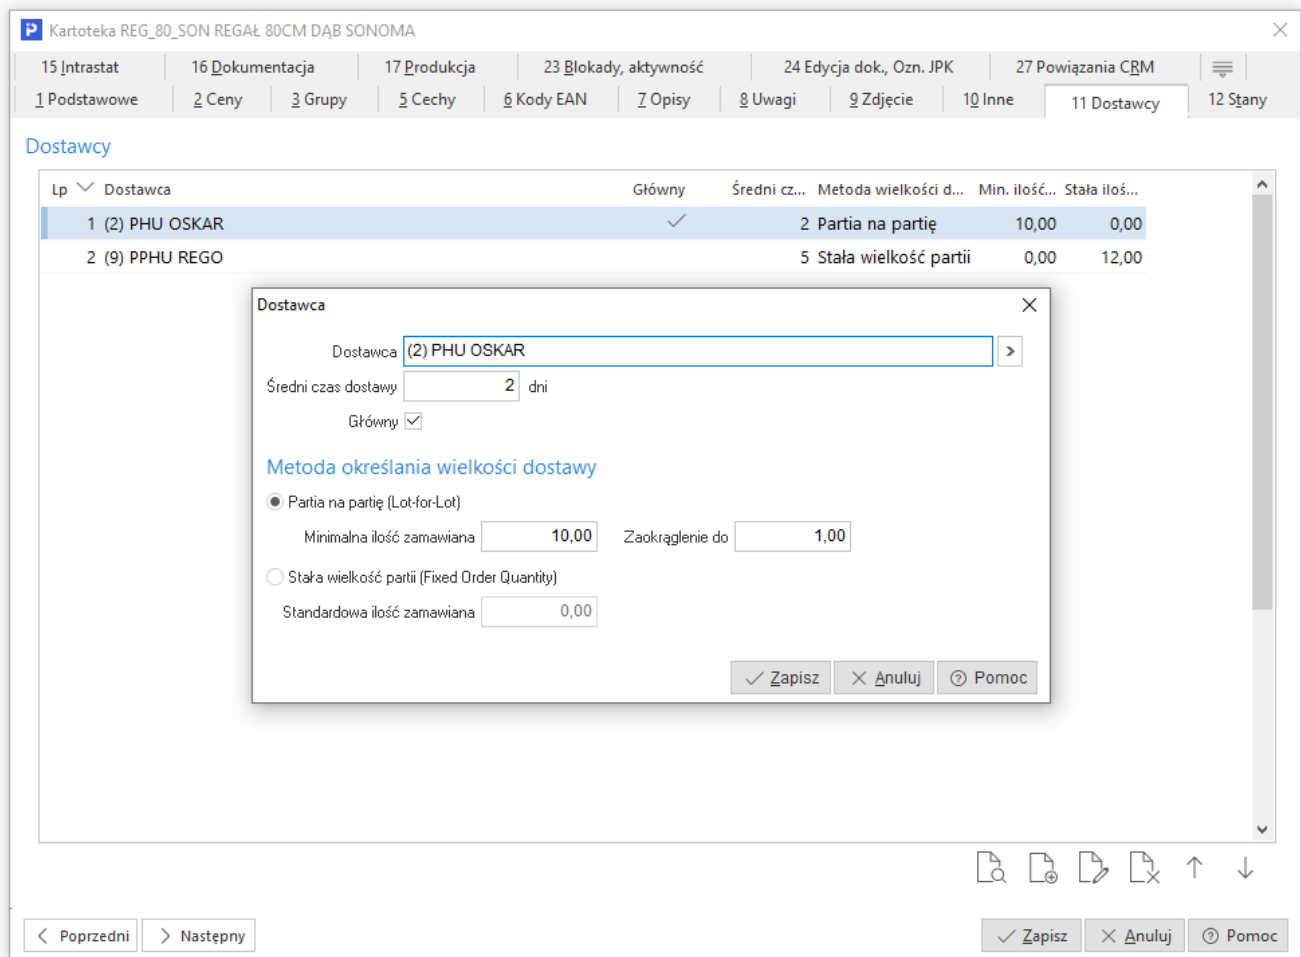 Kartoteka REG_80_SON REGAŁ 80CM DĄB SONOMA
15 Intrastat 16 Dokumentacja 17 Produkcja 23 Blokady, aktywność 24 Edycja dok., Ozn. JPK 27 Powiązania CRM
1 Podstawowe 2 Ceny 3 Grupy 5 Cechy 6 Kody EAN 7 Opisy 8 Uwagi 9 Zdjęcie 10 Inne 11 Dostawcy 12 Stany
Dostawcy
Lp Dostawca Główny Średni cz... Metoda wielkości d... Min. ilość... Stała iloś...
1 (2) PHU OSKAR 2 Partia na partię 10,00 0,00
2 (9) PPHU REGO 5 Stała wielkość partii 0,00 12,00
Dostawca
Dostawca (2) PHU OSKAR
Średni czas dostawy 2 dni
Główny
Metoda określania wielkości dostawy
Partia na partię (Lot-for-Lot)
Minimalna ilość zamawiana 10,00 Zaokrąglenie do 1,00
Stała wielkość partii (Fixed Order Quantity)
Standardowa ilość zamawiana 0,00
Zapisz Anuluj Pomoc
Poprzedni Następny Zapisz Anuluj Pomoc